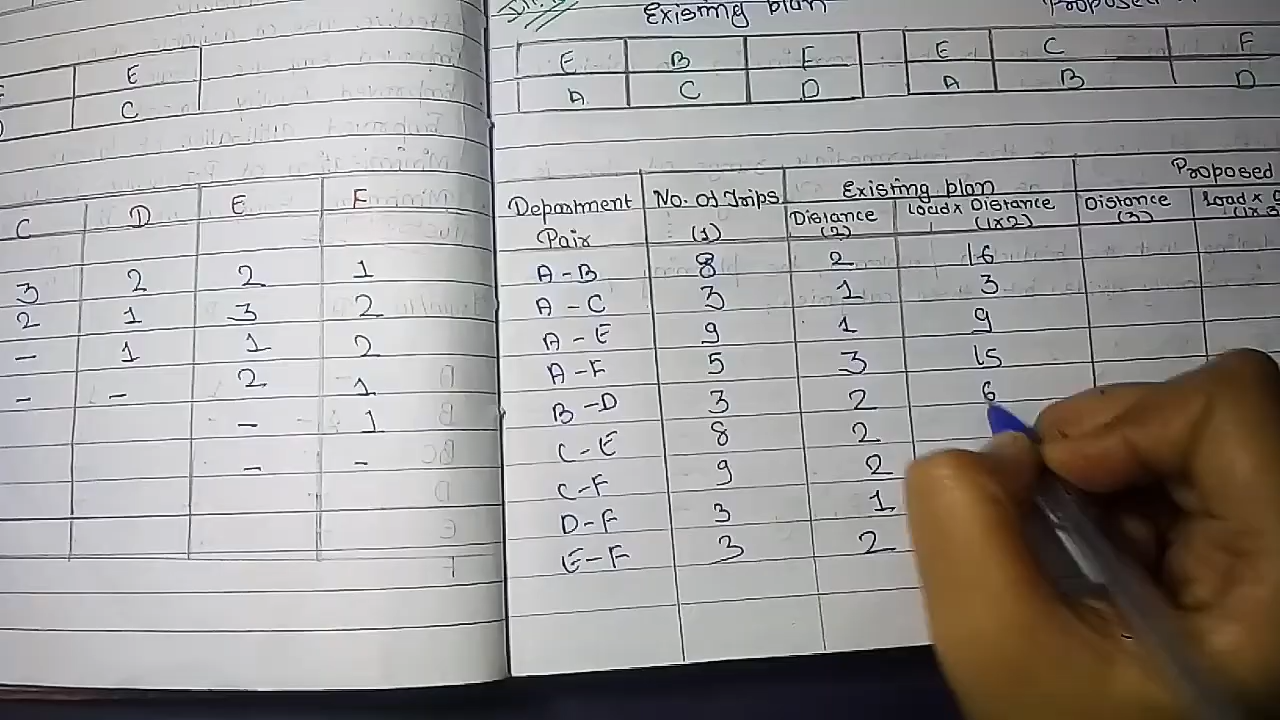 E
C
C D E F
3 2 2 1
2 1 3 2
- 1 1 2
- - 2 1
- 1
- -
Existing plan
E B F
A C D
E C F
A B D
Department Pair No. of Trips (1) Existing plan Proposed
Distance (2) Load x Distance (1x2) Distance (3) Load x
A-B 8 2 16
A-C 3 1 3
A-E 9 1 9
A-F 5 3 15
B-D 3 2 6
C-E 8 2
C-F 9 2
D-F 3 1
E-F 3 2